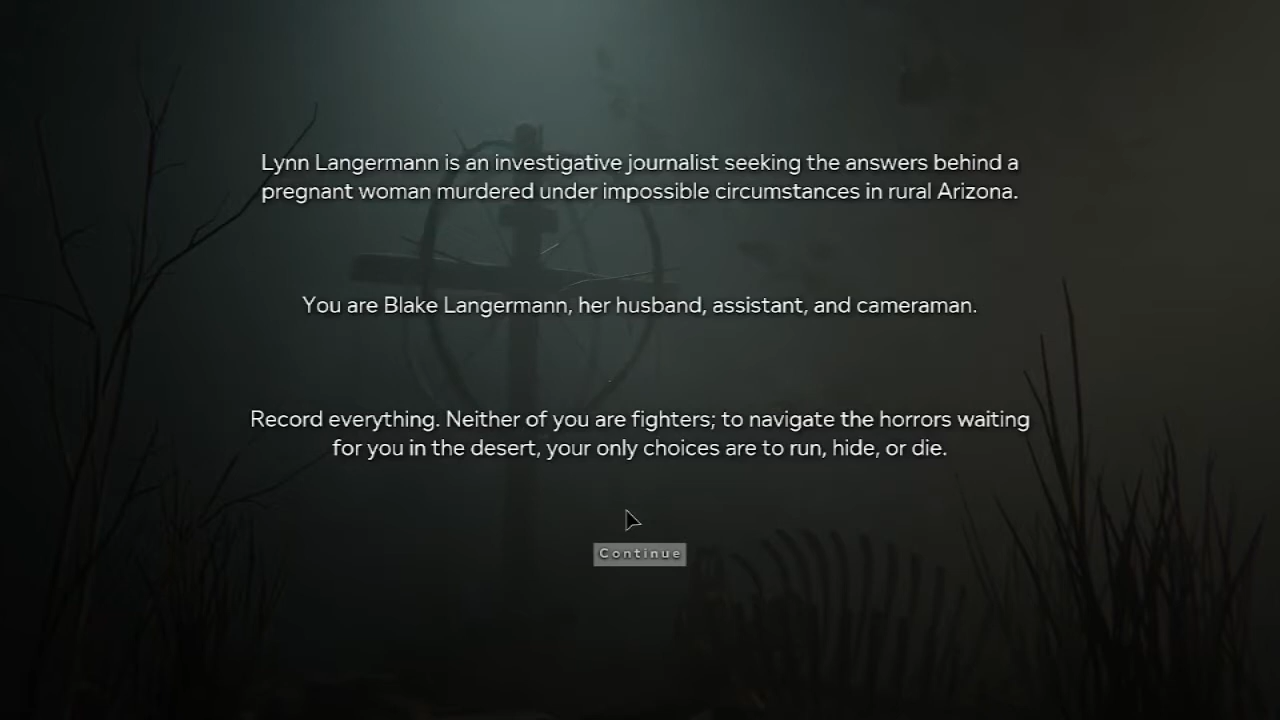 Lynn Langermann is an investigative journalist seeking the answers behind a
pregnant woman murdered under impossible circumstances in rural Arizona.
You are Blake Langermann, her husband, assistant, and cameraman.
Record everything. Neither of you are fighters; to navigate the horrors waiting
for you in the desert, your only choices are to run, hide, or die.
Continue